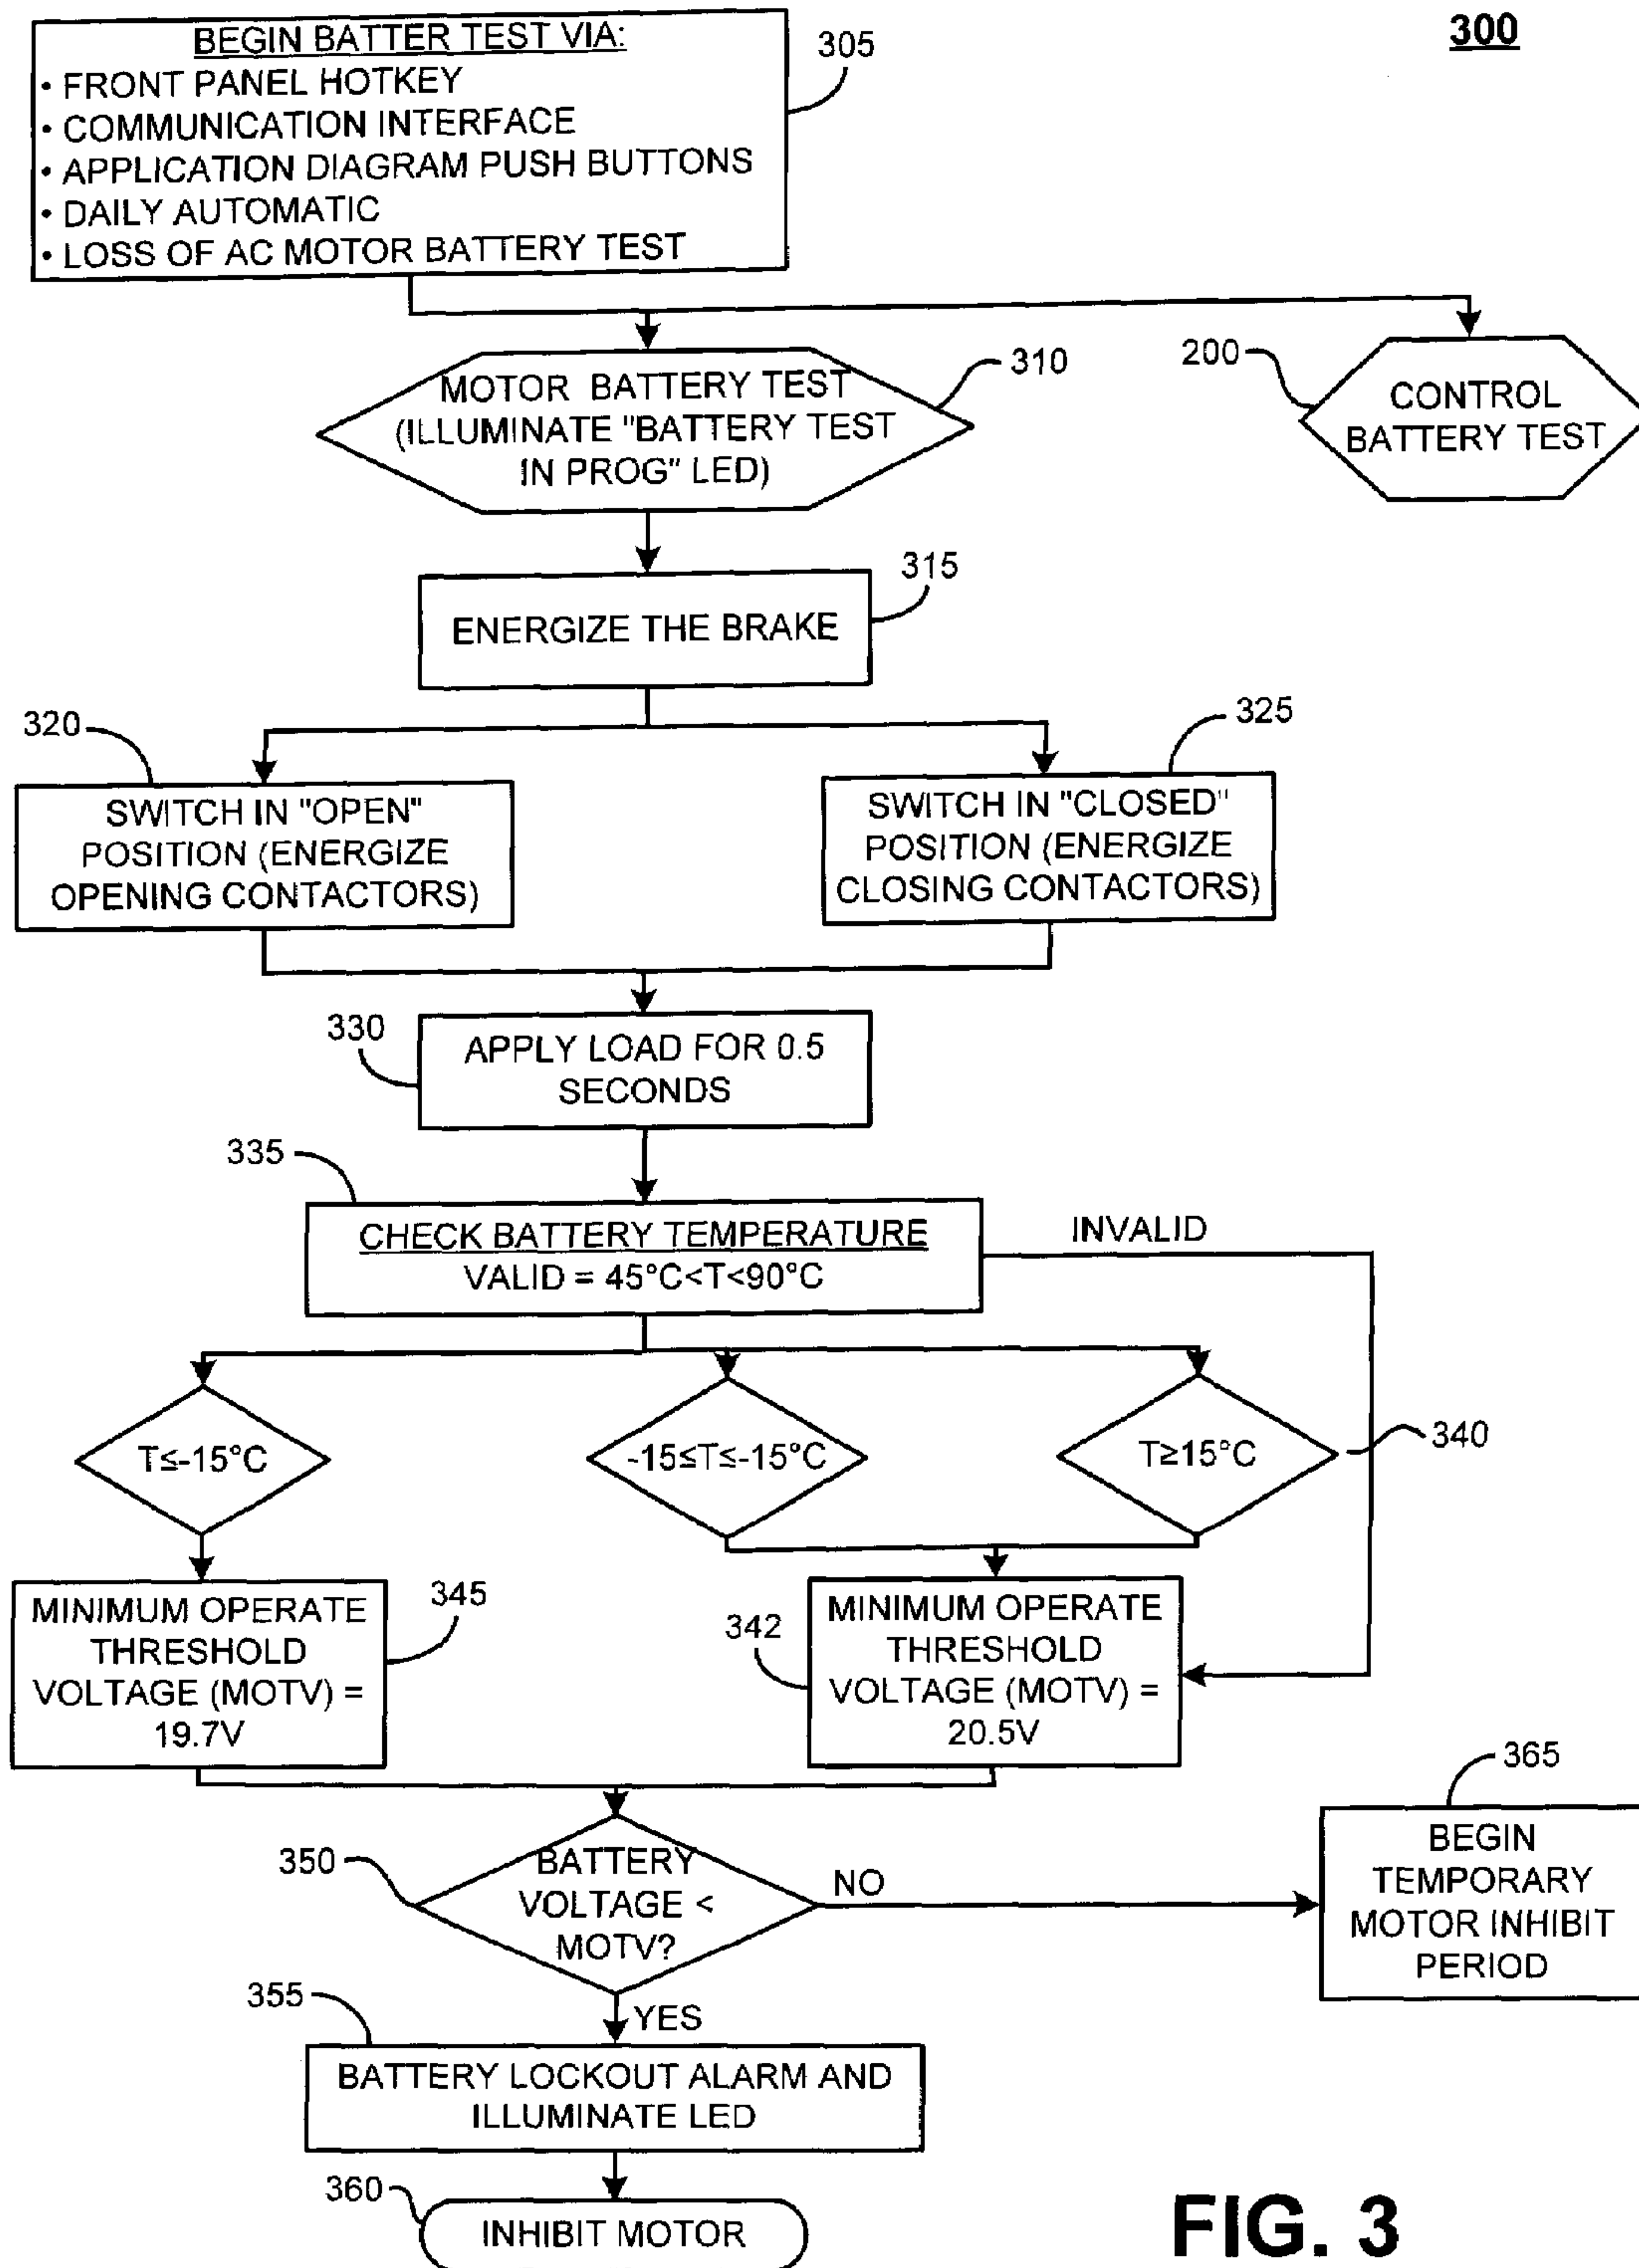 300
BEGIN BATTER TEST VIA:
• FRONT PANEL HOTKEY
• COMMUNICATION INTERFACE
• APPLICATION DIAGRAM PUSH BUTTONS
• DAILY AUTOMATIC
• LOSS OF AC MOTOR BATTERY TEST
305
MOTOR BATTERY TEST
(ILLUMINATE "BATTERY TEST
IN PROG" LED)
310
200
CONTROL
BATTERY TEST
315
ENERGIZE THE BRAKE
320
SWITCH IN "OPEN"
POSITION (ENERGIZE
OPENING CONTACTORS)
325
SWITCH IN "CLOSED"
POSITION (ENERGIZE
CLOSING CONTACTORS)
330
APPLY LOAD FOR 0.5
SECONDS
335
CHECK BATTERY TEMPERATURE
VALID = 45°C<T<90°C
INVALID
T≤-15°C
-15≤T≤-15°C
T≥15°C
340
MINIMUM OPERATE
THRESHOLD
VOLTAGE (MOTV) =
19.7V
345
342
MINIMUM OPERATE
THRESHOLD
VOLTAGE (MOTV) =
20.5V
350
BATTERY
VOLTAGE <
MOTV?
NO
365
BEGIN
TEMPORARY
MOTOR INHIBIT
PERIOD
YES
355
BATTERY LOCKOUT ALARM AND
ILLUMINATE LED
360
INHIBIT MOTOR
FIG. 3